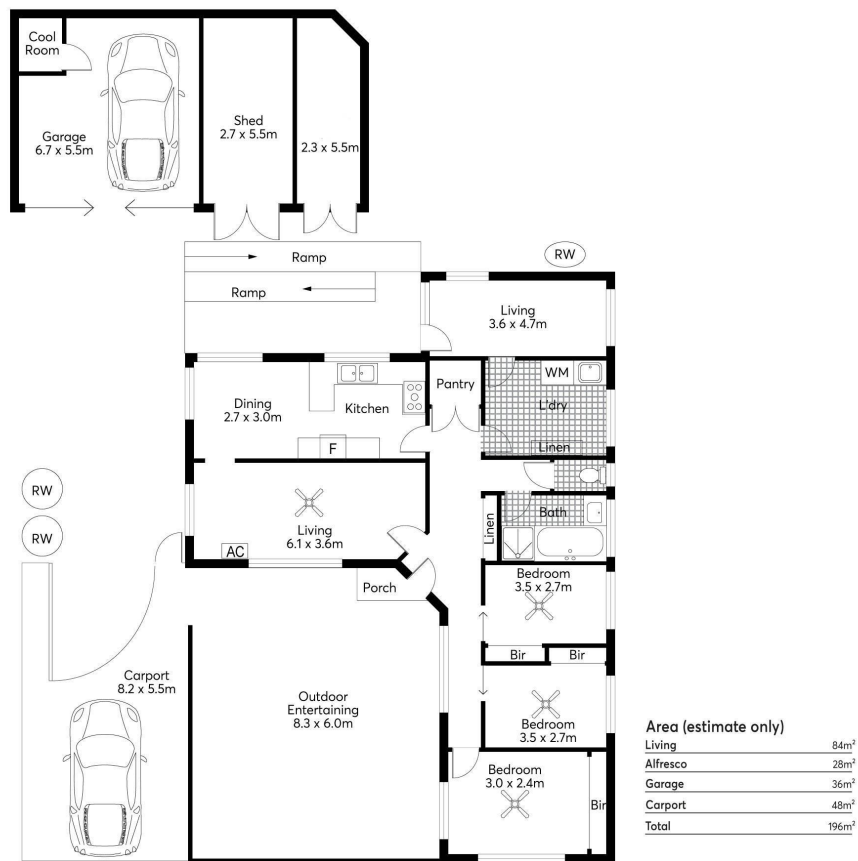 Cool
Room
Garage
6.7 x 5.5m
Shed
2.7 x 5.5m
2.3 x 5.5m
Ramp
Ramp
RW
Living
3.6 x 4.7m
Dining
2.7 x 3.0m
Kitchen
F
Pantry
WM
L'dry
Linen
Living
6.1 x 3.6m
AC
Linen
Bath
RW
RW
Porch
Bedroom
3.5 x 2.7m
Bir
Bir
Bedroom
3.5 x 2.7m
Carport
8.2 x 5.5m
Outdoor
Entertaining
8.3 x 6.0m
Bedroom
3.0 x 2.4m
Bir
Area (estimate only)
Living 84m²
Alfresco 28m²
Garage 36m²
Carport 48m²
Total 196m²